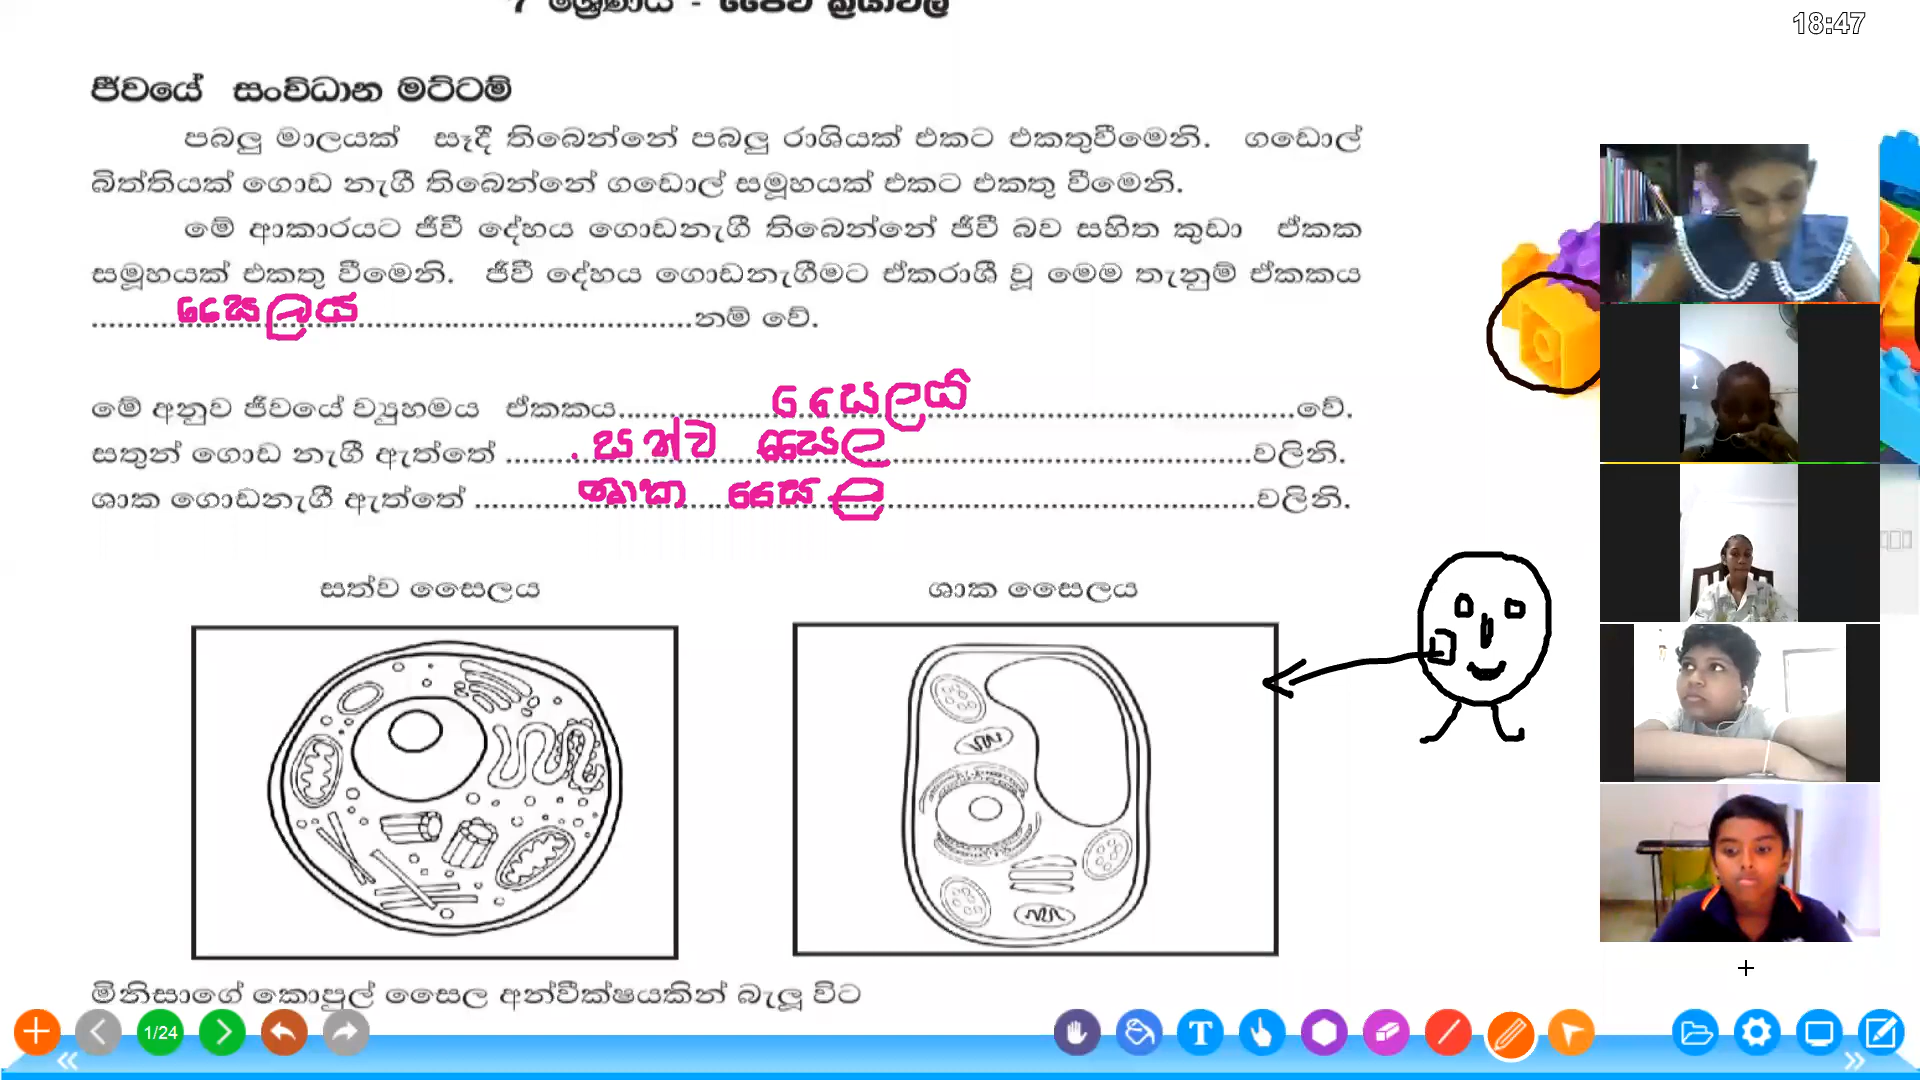 7 ශ්‍රේණිය - ජෛව ක්‍රියාවලි
18:47
ජීවයේ සංවිධාන මට්ටම්
පබලු මාලයක් සෑදී තිබෙන්නේ පබලු රාශියක් එකට එකතුවීමෙනි. ගඩොල්
බිත්තියක් ගොඩ නැගී තිබෙන්නේ ගඩොල් සමූහයක් එකට එකතු වීමෙනි.
මේ ආකාරයට ජීවී දේහය ගොඩනැගී තිබෙන්නේ ජීවී බව සහිත කුඩා ඒකක
සමූහයක් එකතු වීමෙනි. ජීවී දේහය ගොඩනැගීමට ඒකරාශී වූ මෙම තැනුම් ඒකකය
සෛලය නම් වේ.
මේ අනුව ජීවයේ ව්‍යුහමය ඒකකය සෛලයයි වේ.
සතුන් ගොඩ නැගී ඇත්තේ සත්ව සෛල වලිනි.
ශාක ගොඩනැගී ඇත්තේ ශාක සෛල වලිනි.
සත්ව සෛලය ශාක සෛලය
මිනිසාගේ කොපුල් සෛල අන්වීක්ෂයකින් බැලූ විට
1/24